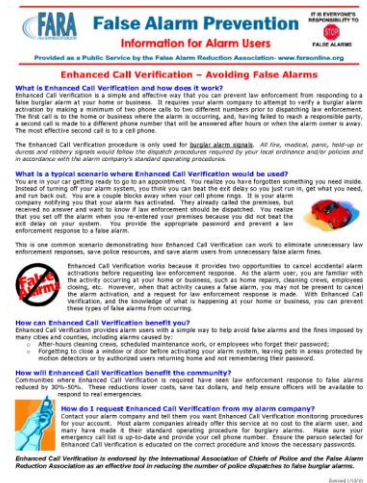 FARA
False Alarm Prevention
Information for Alarm Users
IT IS EVERYONE'S
RESPONSIBILITY TO
STOP
FALSE ALARMS
Provided as a Public Service by the False Alarm Reduction Association- www.faraonline.org
Enhanced Call Verification – Avoiding False Alarms
What is Enhanced Call Verification and how does it work?
Enhanced Call Verification is a simple and effective way that you can prevent law enforcement from responding to a
false burglar alarm at your home or business. It requires your alarm company to attempt to verify a burglar alarm
activation by making a minimum of two phone calls to two different numbers prior to dispatching law enforcement.
The first call is to the home or business where the alarm is occurring, and, having failed to reach a responsible party,
a second call is made to a different phone number that will be answered after hours or when the alarm owner is away.
The most effective second call is to a cell phone.
The Enhanced Call Verification procedure is only used for burglar alarm signals. All fire, medical, panic, hold-up or
duress and robbery signals would follow the dispatch procedures required by your local ordinance and/or policies and
in accordance with the alarm company's standard operating procedures.
What is a typical scenario where Enhanced Call Verification would be used?
You are in your car getting ready to go to an appointment. You realize you have forgotten something you need inside.
Instead of turning off your alarm system, you think you can beat the exit delay so you just run in, get what you need,
and run back out. You are a couple blocks away when your cell phone rings. It is your alarm
company notifying you that your alarm has activated. They already called the premises, but
received no answer and want to know if law enforcement should be dispatched. You realize
that you set off the alarm when you re-entered your premises because you did not beat the
exit delay on your system. You provide the appropriate password and prevent a law
enforcement response to a false alarm.
This is one common scenario demonstrating how Enhanced Call Verification can work to eliminate unnecessary law
enforcement responses, save police resources, and save alarm users from unnecessary false alarm fines.
False
Alarms
Enhanced Call Verification works because it provides two opportunities to cancel accidental alarm
activations before requesting law enforcement response. As the alarm user, you are familiar with
the activity occurring at your home or business, such as home repairs, cleaning crews, employees
closing, etc. However, when that activity causes a false alarm, you may not be present to cancel
the alarm activation, and a request for law enforcement response is made. With Enhanced Call
Verification, and the knowledge of what is happening at your home or business, you can prevent
these types of false alarms from occurring.
How can Enhanced Call Verification benefit you?
Enhanced Call Verification provides alarm users with a simple way to help avoid false alarms and the fines imposed by
many cities and counties, including alarms caused by:
o After-hours cleaning crews, scheduled maintenance work, or employees who forget their password;
o Forgetting to close a window or door before activating your alarm system, leaving pets in areas protected by
motion detectors or by authorized users returning home and not remembering their password.
How will Enhanced Call Verification benefit the community?
Communities where Enhanced Call Verification is required have seen law enforcement response to false alarms
reduced by 30%-50%. These reductions lower costs, save tax dollars, and help ensure officers will be available to
respond to real emergencies.
How do I request Enhanced Call Verification from my alarm company?
Contact your alarm company and tell them you want Enhanced Call Verification monitoring procedures
for your account. Most alarm companies already offer this service at no cost to the alarm user, and
many have made it their standard operating procedure for burglary alarms. Make sure your
emergency call list is up-to-date and provide your cell phone number. Ensure the person selected for
Enhanced Call Verification is educated on the correct procedure and knows the necessary passwords.
Enhanced Call Verification is endorsed by the International Association of Chiefs of Police and the False Alarm
Reduction Association as an effective tool in reducing the number of police dispatches to false burglar alarms.